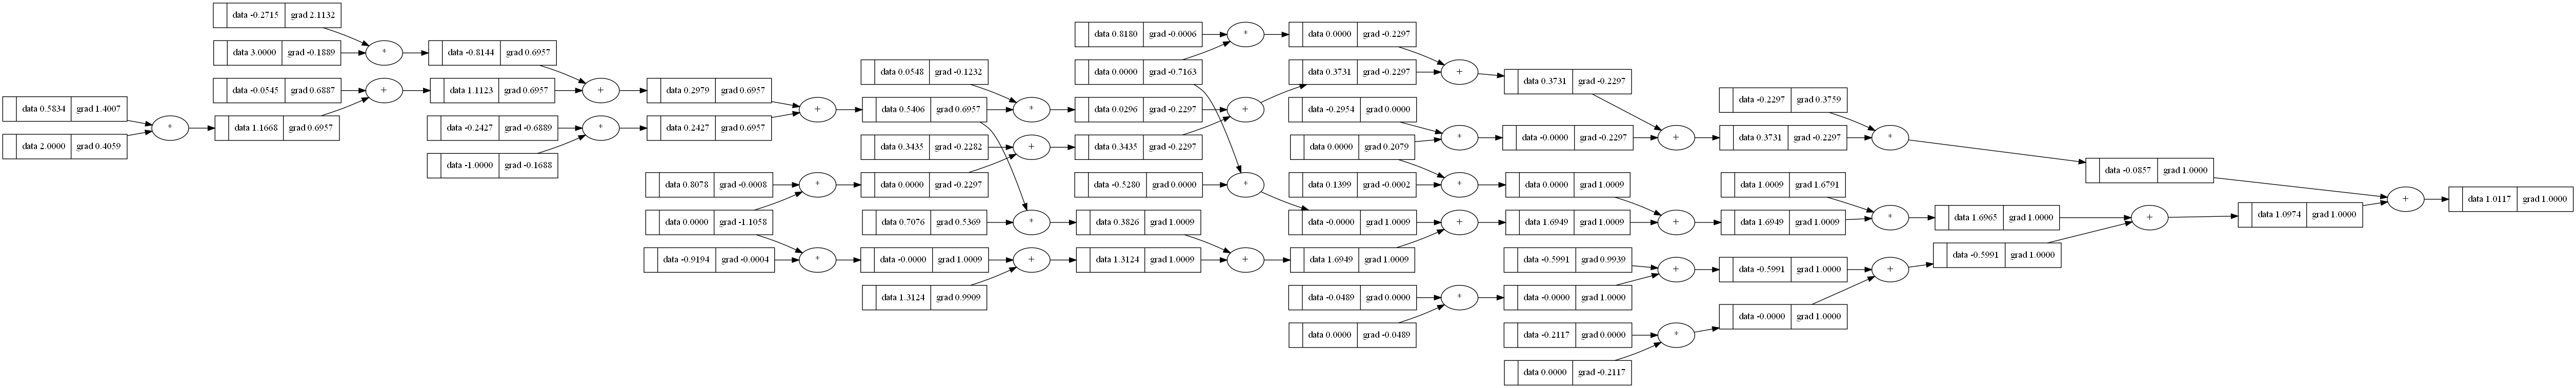 data -0.2715 grad 2.1132
data 3.0000 grad -0.1889
*
data -0.8144 grad 0.6957
data -0.0545 grad 0.6887
+
data 1.1123 grad 0.6957
+
data 0.2979 grad 0.6957
data 0.5834 grad 1.4007
data 2.0000 grad 0.4059
*
data 1.1668 grad 0.6957
data -0.2427 grad -0.6889
data -1.0000 grad -0.1688
*
data 0.2427 grad 0.6957
+
data 0.0548 grad -0.1232
data 0.5406 grad 0.6957
*
data 0.0296 grad -0.2297
data 0.3435 grad -0.2282
+
data 0.3435 grad -0.2297
data 0.8078 grad -0.0008
*
data 0.0000 grad -0.2297
data 0.0000 grad -1.1058
data -0.9194 grad -0.0004
*
data -0.0000 grad 1.0009
data 0.7076 grad 0.5369
*
data 0.3826 grad 1.0009
data 1.3124 grad 0.9909
+
data 1.3124 grad 1.0009
data 0.8180 grad -0.0006
*
data 0.0000 grad -0.2297
data 0.0000 grad -0.7163
+
data 0.3731 grad -0.2297
+
data 0.3731 grad -0.2297
data -0.5280 grad 0.0000
*
data -0.0000 grad 1.0009
+
data 1.6949 grad 1.0009
data -0.2954 grad 0.0000
data 0.0000 grad 0.2079
*
data -0.0000 grad -0.2297
data 0.1399 grad -0.0002
*
data 0.0000 grad 1.0009
+
data 1.6949 grad 1.0009
+
data 0.3731 grad -0.2297
data -0.2297 grad 0.3759
*
data -0.0857 grad 1.0000
+
data 1.6949 grad 1.0009
data 1.0009 grad 1.6791
*
data 1.6965 grad 1.0000
data -0.0489 grad 0.0000
data 0.0000 grad -0.0489
*
data -0.0000 grad 1.0000
data -0.5991 grad 0.9939
+
data -0.5991 grad 1.0000
data -0.2117 grad 0.0000
data 0.0000 grad -0.2117
*
data -0.0000 grad 1.0000
+
data -0.5991 grad 1.0000
+
data 1.0974 grad 1.0000
+
data 1.0117 grad 1.0000